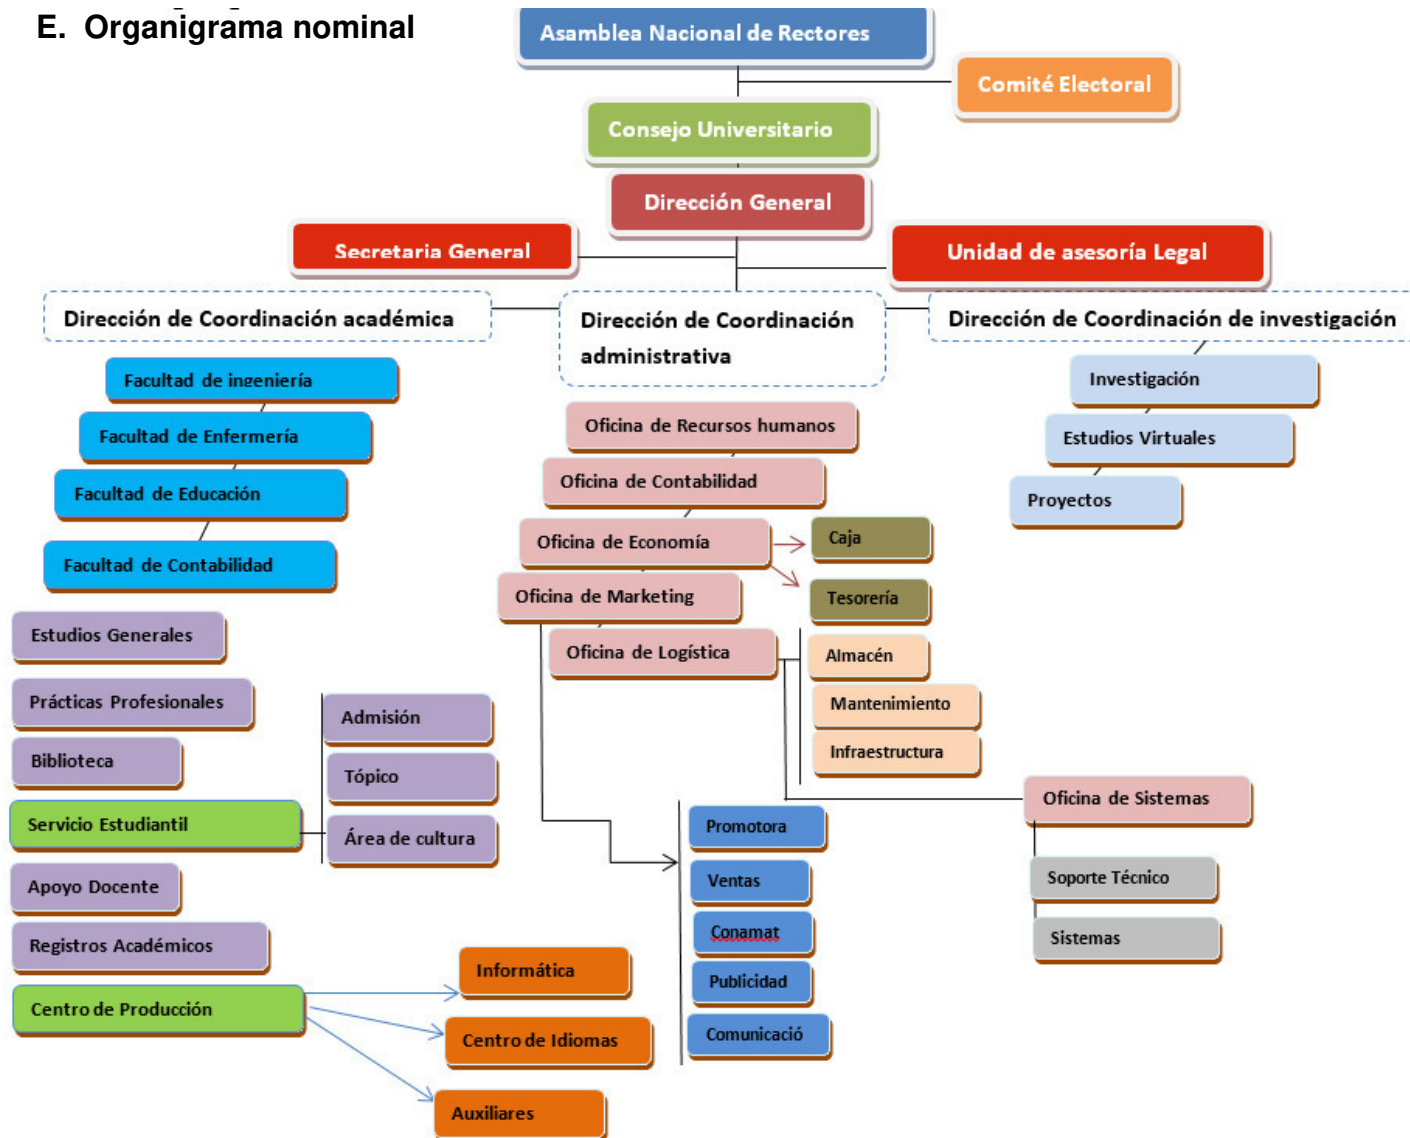 E. Organigrama nominal
Asamblea Nacional de Rectores
Comité Electoral
Consejo Universitario
Dirección General
Secretaria General
Unidad de asesoría Legal
Dirección de Coordinación académica
Dirección de Coordinación
administrativa
Dirección de Coordinación de investigación
Facultad de ingeniería
Facultad de Enfermería
Facultad de Educación
Facultad de Contabilidad
Estudios Generales
Prácticas Profesionales
Biblioteca
Servicio Estudiantil
Apoyo Docente
Registros Académicos
Centro de Producción
Admisión
Tópico
Área de cultura
Informática
Centro de Idiomas
Auxiliares
Oficina de Recursos humanos
Oficina de Contabilidad
Oficina de Economía
Oficina de Marketing
Oficina de Logística
Caja
Tesorería
Almacén
Mantenimiento
Infraestructura
Promotora
Ventas
Conamat
Publicidad
Comunicació
Oficina de Sistemas
Soporte Técnico
Sistemas
Investigación
Estudios Virtuales
Proyectos